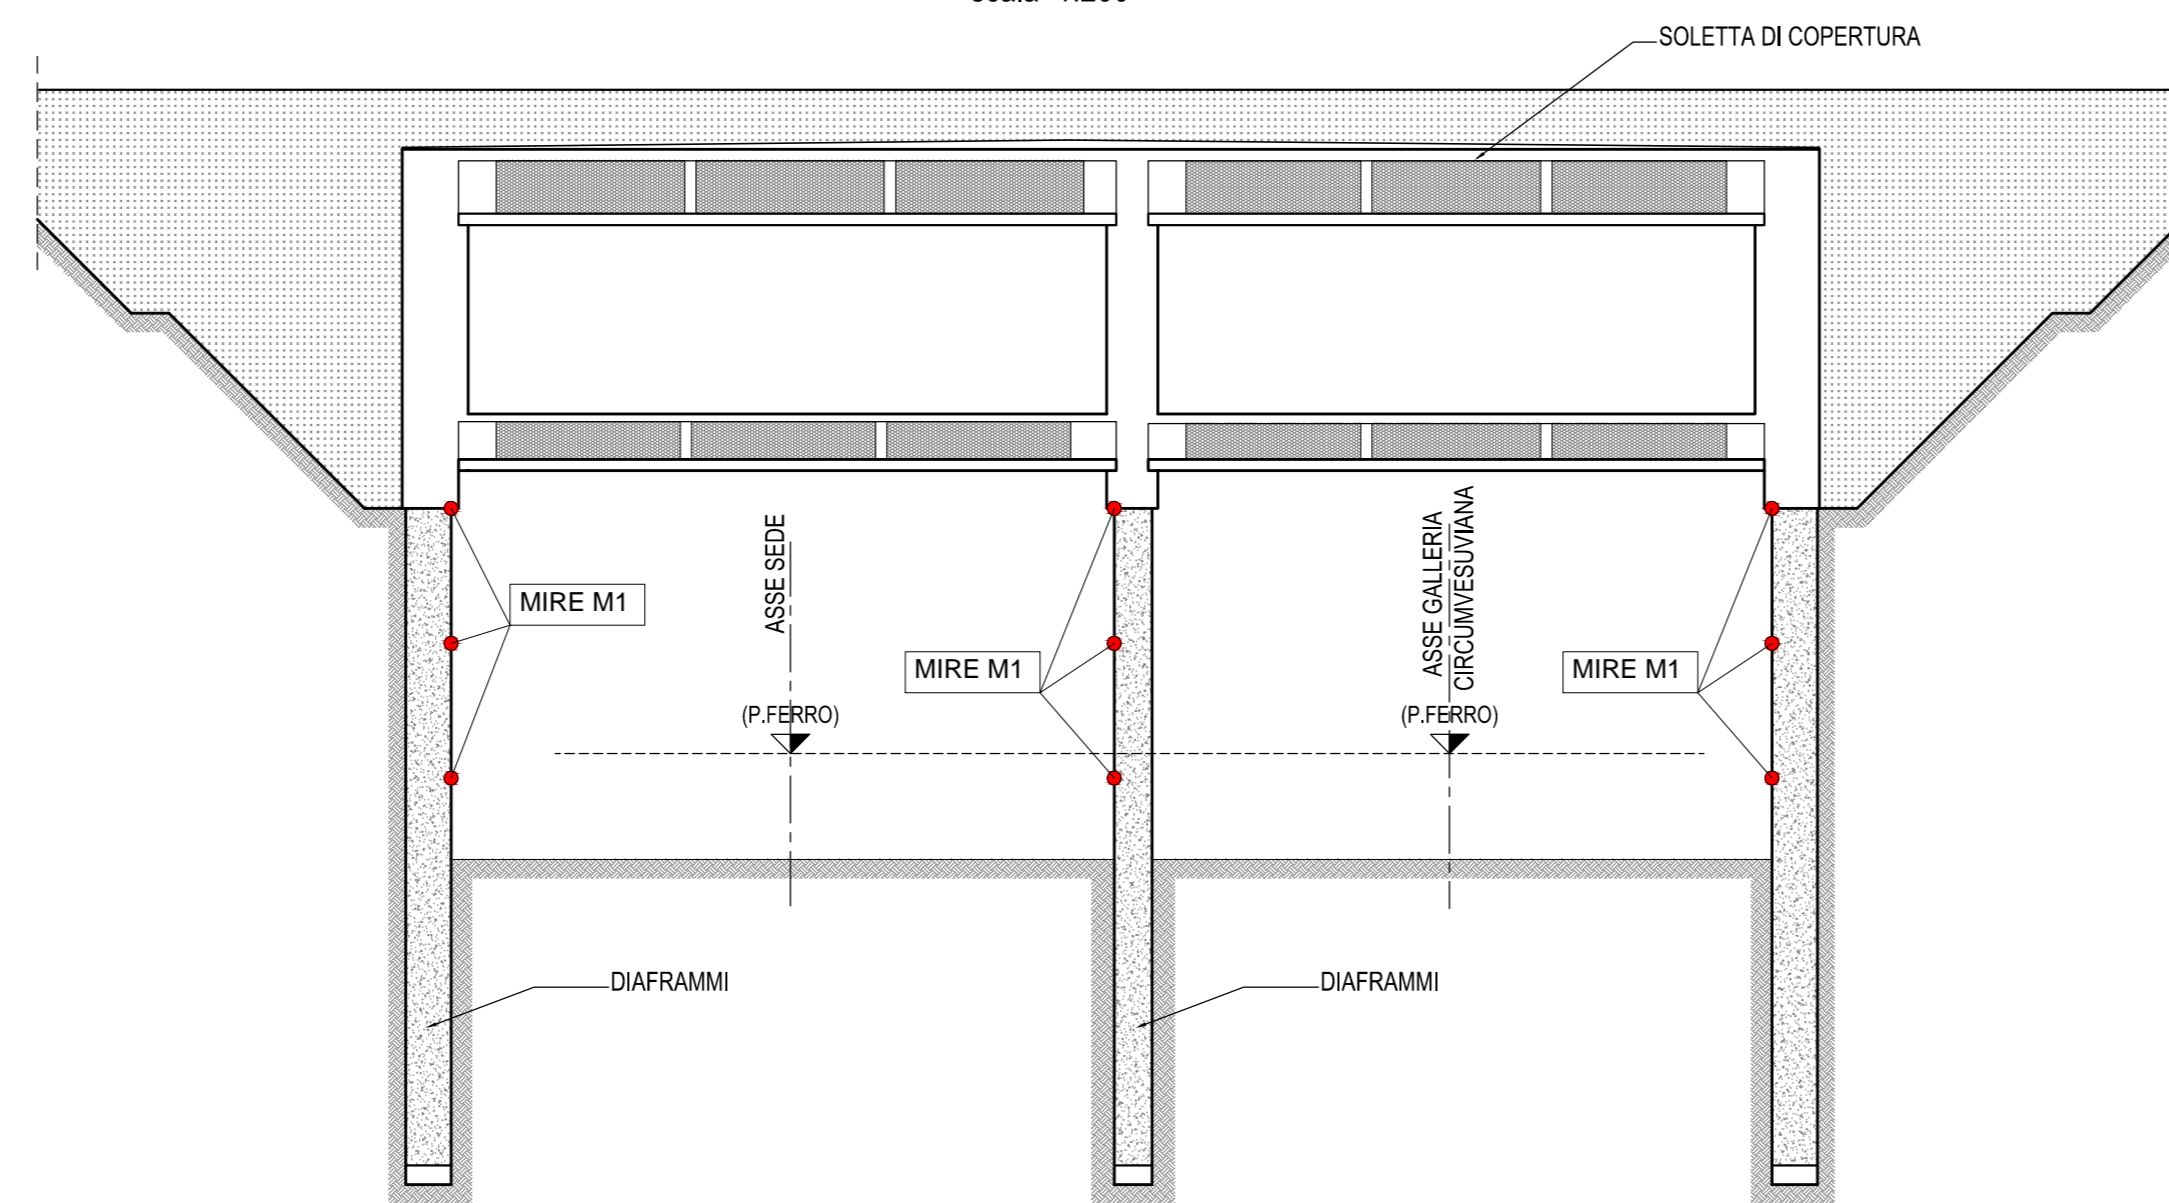 SOLETTA DI COPERTURA
ASSE SEDE
ASSE GALLERIA
CIRCUMVESUVIANA
MIRE M1
MIRE M1
MIRE M1
(P.FERRO)
(P.FERRO)
DIAFRAMMI
DIAFRAMMI